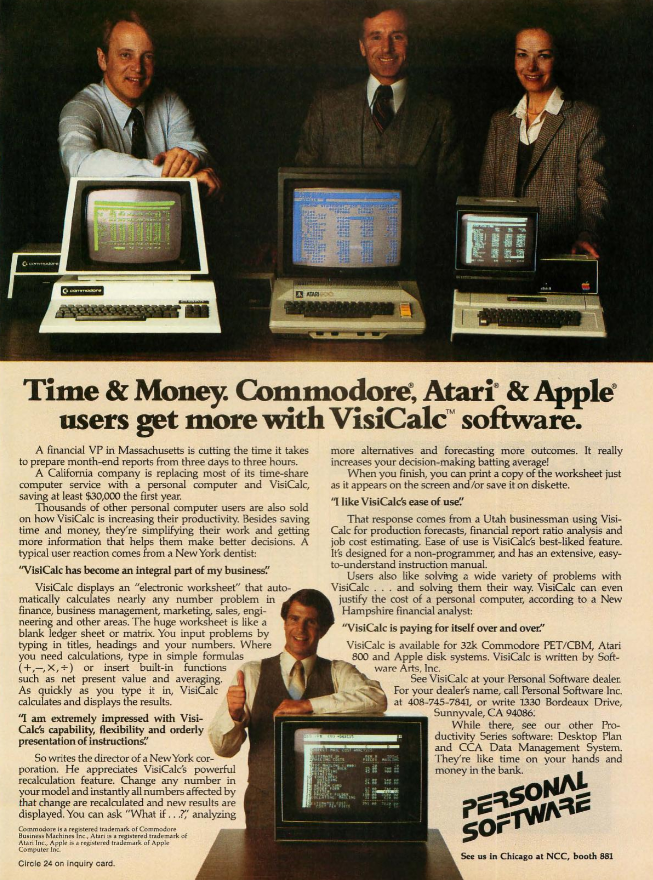 commodore
commodore
ATARI 800
Time & Money. Commodore®, Atari® & Apple®
users get more with VisiCalc™ software.
A financial VP in Massachusetts is cutting the time it takes
to prepare month-end reports from three days to three hours.
A California company is replacing most of its time-share
computer service with a personal computer and VisiCalc,
saving at least $30,000 the first year.
Thousands of other personal computer users are also sold
on how VisiCalc is increasing their productivity. Besides saving
time and money, they're simplifying their work and getting
more information that helps them make better decisions. A
typical user reaction comes from a New York dentist:
"VisiCalc has become an integral part of my business."
VisiCalc displays an "electronic worksheet" that auto-
matically calculates nearly any number problem in
finance, business management, marketing, sales, engi-
neering and other areas. The huge worksheet is like a
blank ledger sheet or matrix. You input problems by
typing in titles, headings and your numbers. Where
you need calculations, type in simple formulas
(+,−,×,÷) or insert built-in functions
such as net present value and averaging.
As quickly as you type it in, VisiCalc
calculates and displays the results.
"I am extremely impressed with Visi-
Calc's capability, flexibility and orderly
presentation of instructions."
So writes the director of a New York cor-
poration. He appreciates VisiCalc's powerful
recalculation feature. Change any number in
your model and instantly all numbers affected by
that change are recalculated and new results are
displayed. You can ask "What if . . .?," analyzing
Commodore is a registered trademark of Commodore
Business Machines Inc., Atari is a registered trademark of
Atari Inc., Apple is a registered trademark of Apple
Computer Inc.
Circle 24 on inquiry card.
more alternatives and forecasting more outcomes. It really
increases your decision-making batting average!
When you finish, you can print a copy of the worksheet just
as it appears on the screen and/or save it on diskette.
"I like VisiCalc's ease of use."
That response comes from a Utah businessman using Visi-
Calc for production forecasts, financial report ratio analysis and
job cost estimating. Ease of use is VisiCalc's best-liked feature.
It's designed for a non-programmer, and has an extensive, easy-
to-understand instruction manual.
Users also like solving a wide variety of problems with
VisiCalc . . . and solving them their way. VisiCalc can even
justify the cost of a personal computer, according to a New
Hampshire financial analyst:
"VisiCalc is paying for itself over and over."
VisiCalc is available for 32k Commodore PET/CBM, Atari
800 and Apple disk systems. VisiCalc is written by Soft-
ware Arts, Inc.
See VisiCalc at your Personal Software dealer.
For your dealer's name, call Personal Software Inc.
at 408-745-7841, or write 1330 Bordeaux Drive,
Sunnyvale, CA 94086.
While there, see our other Pro-
ductivity Series software: Desktop Plan
and CCA Data Management System.
They're like time on your hands and
money in the bank.
PERSONAL
SOFTWARE
See us in Chicago at NCC, booth 881